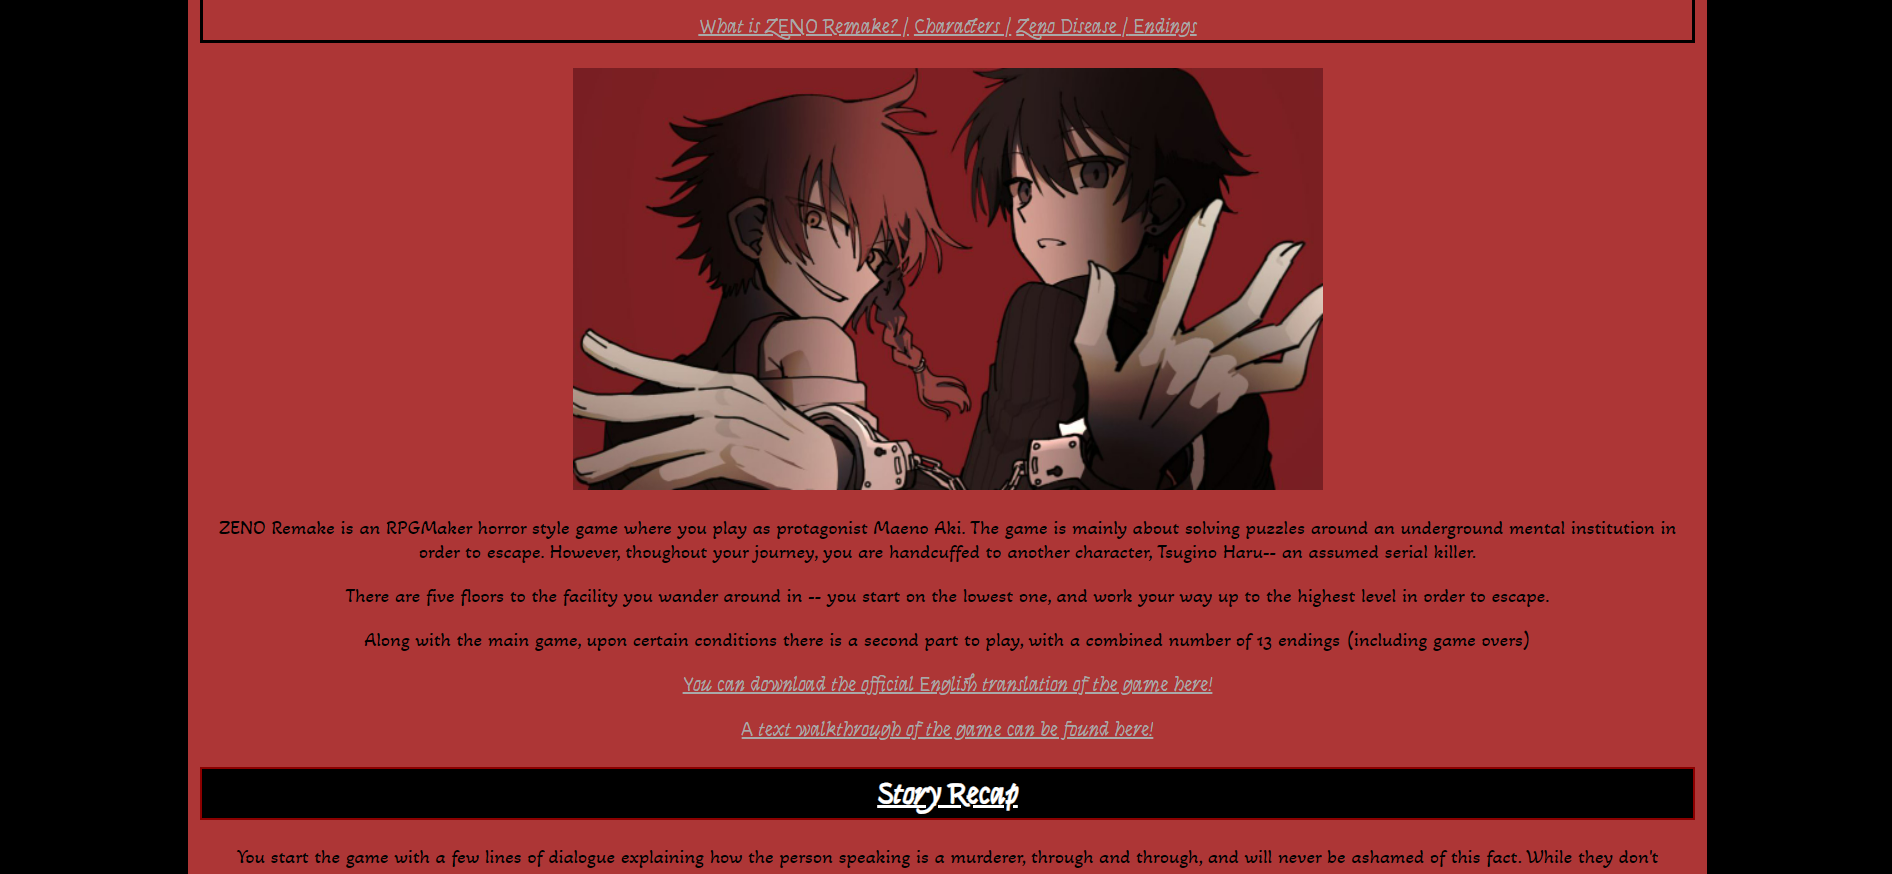 What is ZENO Remake? | Characters | Zeno Disease | Endings
ZENO Remake is an RPGMaker horror style game where you play as protagonist Maeno Aki. The game is mainly about solving puzzles around an underground mental institution in
order to escape. However, thoughout your journey, you are handcuffed to another character, Tsugino Haru-- an assumed serial killer.
There are five floors to the facility you wander around in -- you start on the lowest one, and work your way up to the highest level in order to escape.
Along with the main game, upon certain conditions there is a second part to play, with a combined number of 13 endings (including game overs)
You can download the official English translation of the game here!
A text walkthrough of the game can be found here!
Story Recap
You start the game with a few lines of dialogue explaining how the person speaking is a murderer, through and through, and will never be ashamed of this fact. While they don't